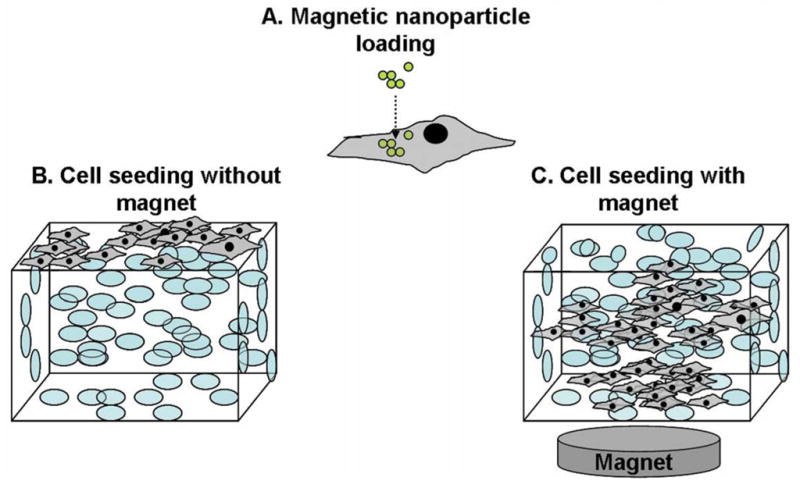 A. Magnetic nanoparticle
loading
B. Cell seeding without
magnet
C. Cell seeding with
magnet
Magnet